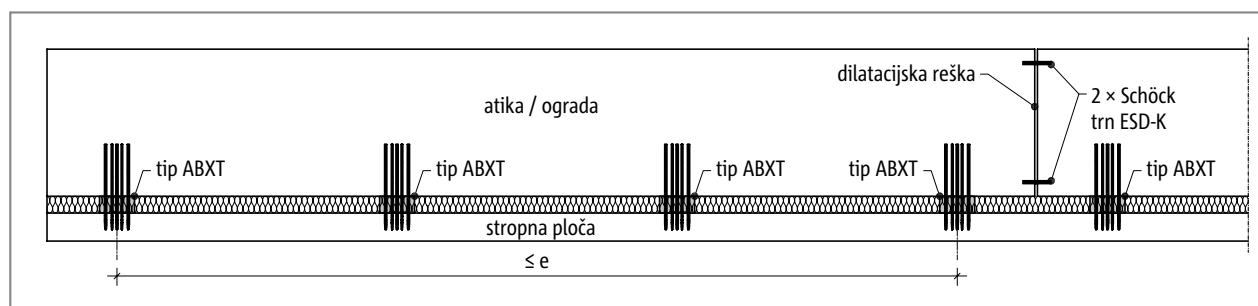 dilatacijska reška
2 × Schöck
trn ESD-K
atika / ograda
tip ABXT
tip ABXT
tip ABXT
tip ABXT
tip ABXT
stropna ploča
≤ e